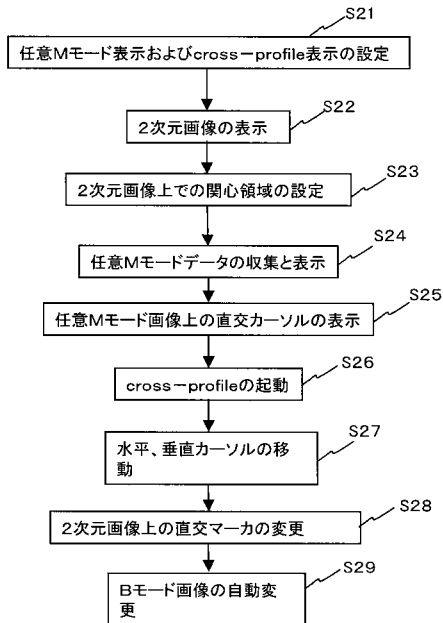 S21
任意Mモード表示およびcross-profile表示の設定
S22
2次元画像の表示
S23
2次元画像上での関心領域の設定
S24
任意Mモードデータの収集と表示
S25
任意Mモード画像上の直交カーソルの表示
S26
cross-profileの起動
S27
水平、垂直カーソルの移
動
S28
2次元画像上の直交マーカの変更
S29
Bモード画像の自動変
更